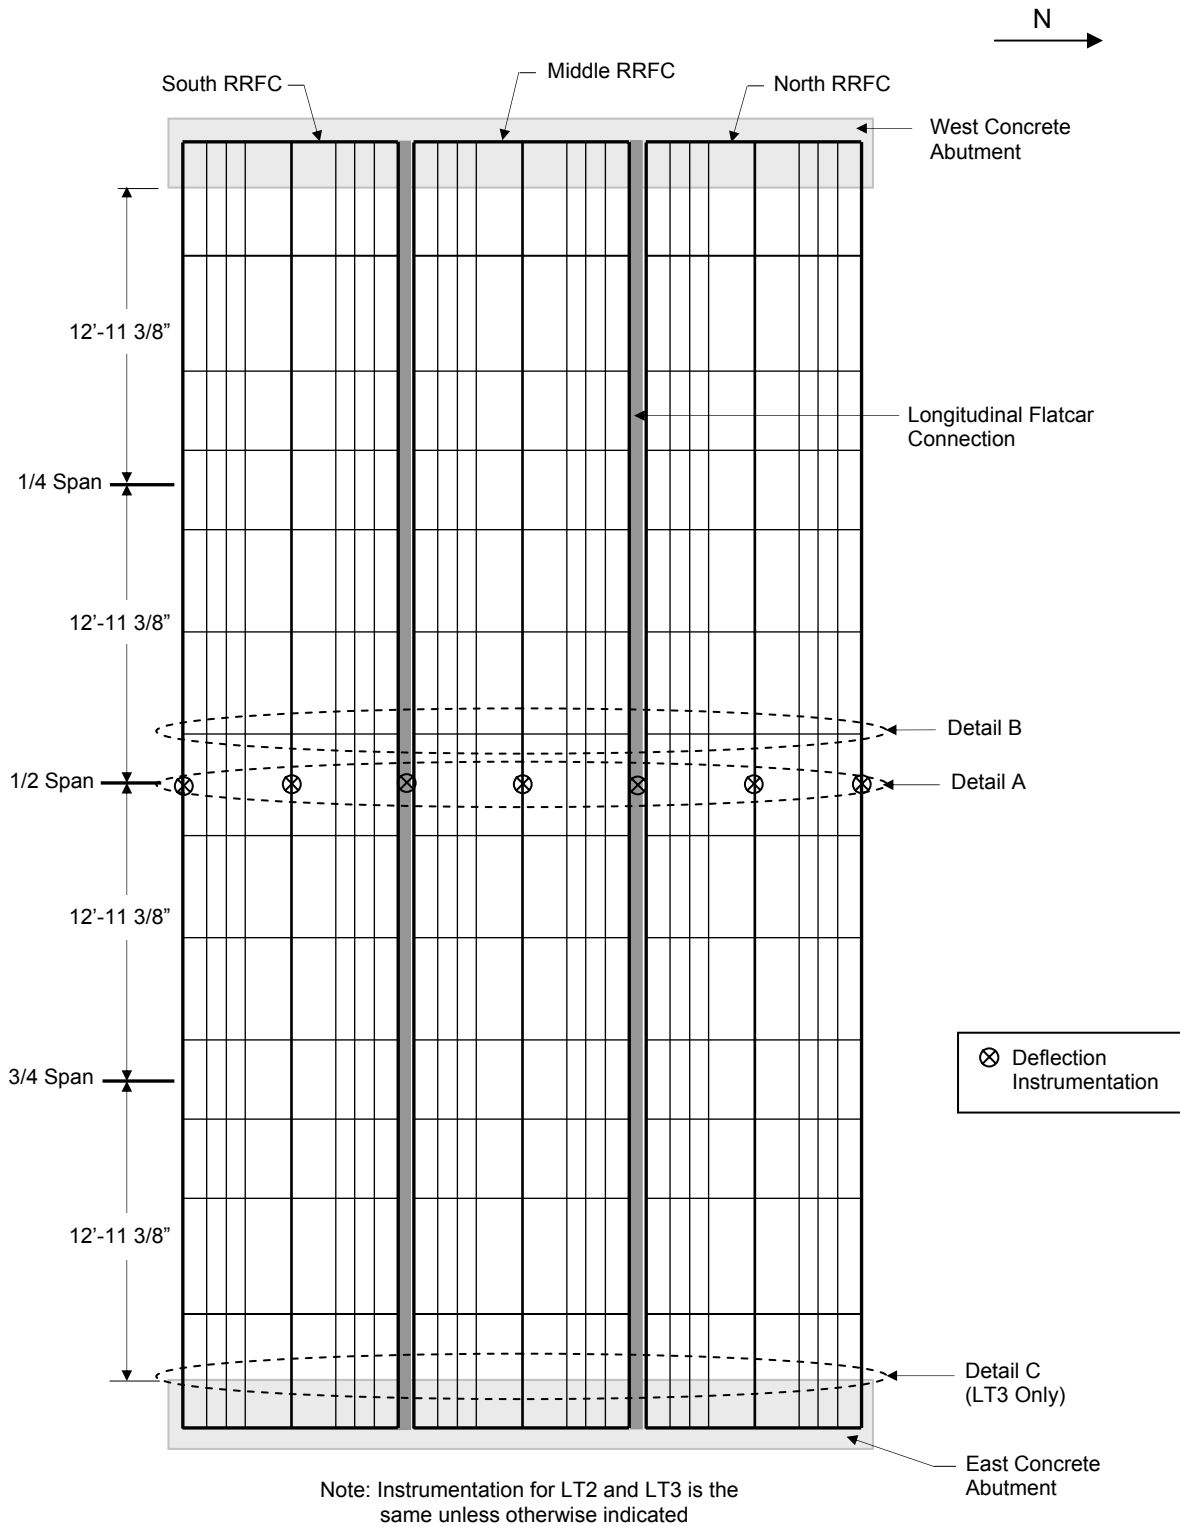 N
South RRFC
Middle RRFC
North RRFC
West Concrete
Abutment
12’-11 3/8”
Longitudinal Flatcar
Connection
1/4 Span
12’-11 3/8”
Detail B
1/2 Span
Detail A
12’-11 3/8”
Deflection
Instrumentation
3/4 Span
12’-11 3/8”
Detail C
(LT3 Only)
East Concrete
Abutment
Note: Instrumentation for LT2 and LT3 is the
same unless otherwise indicated